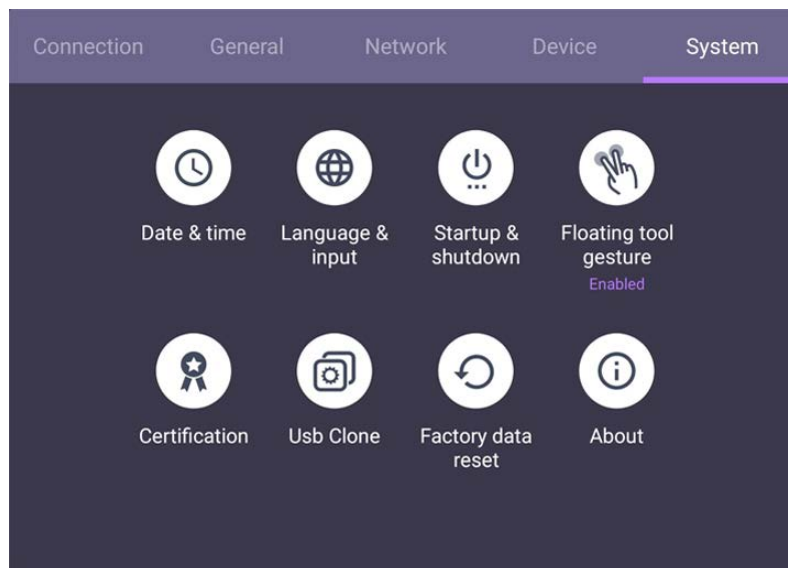 Connection General Network Device System
Date & time
Language &
input
Startup &
shutdown
Floating tool
gesture
Enabled
Certification
Usb Clone
Factory data
reset
About